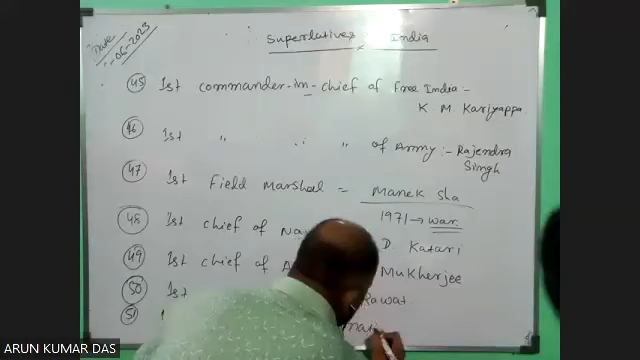 Date
-06-2023
Superlatives India
45 1st commander-in-chief of Free India :-
K M Kariyappa
46 1st " " " of Army :- Rajendra
Singh
47 1st Field Marshal = Manek Sha
1971 → war
48 1st chief of Na
D. Katari
49 1st chief of A
Mukherjee
50 1st
Rawat
51
ARUN KUMAR DAS